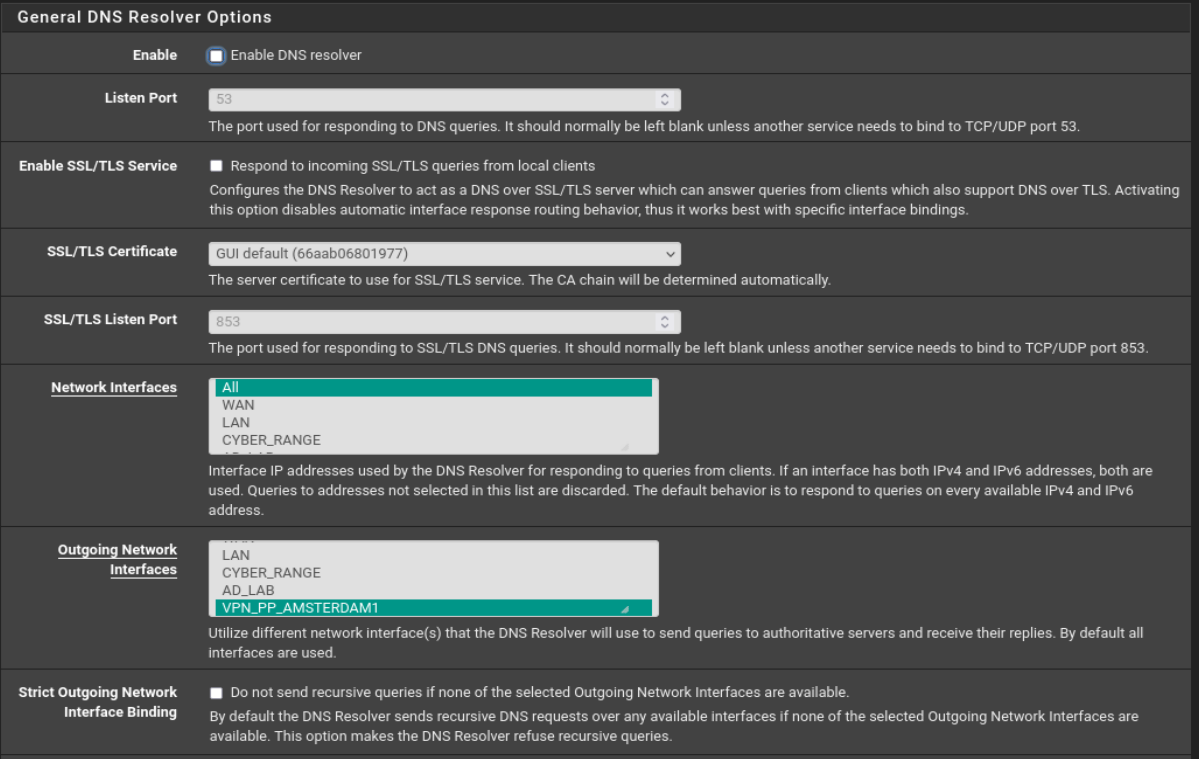 General DNS Resolver Options
Enable
Enable DNS resolver
Listen Port
53
The port used for responding to DNS queries. It should normally be left blank unless another service needs to bind to TCP/UDP port 53.
Enable SSL/TLS Service
Respond to incoming SSL/TLS queries from local clients
Configures the DNS Resolver to act as a DNS over SSL/TLS server which can answer queries from clients which also support DNS over TLS. Activating
this option disables automatic interface response routing behavior, thus it works best with specific interface bindings.
SSL/TLS Certificate
GUI default (66aab06801977)
The server certificate to use for SSL/TLS service. The CA chain will be determined automatically.
SSL/TLS Listen Port
853
The port used for responding to SSL/TLS DNS queries. It should normally be left blank unless another service needs to bind to TCP/UDP port 853.
Network Interfaces
All
WAN
LAN
CYBER_RANGE
Interface IP addresses used by the DNS Resolver for responding to queries from clients. If an interface has both IPv4 and IPv6 addresses, both are
used. Queries to addresses not selected in this list are discarded. The default behavior is to respond to queries on every available IPv4 and IPv6
address.
Outgoing Network
Interfaces
LAN
CYBER_RANGE
AD_LAB
VPN_PP_AMSTERDAM1
Utilize different network interface(s) that the DNS Resolver will use to send queries to authoritative servers and receive their replies. By default all
interfaces are used.
Strict Outgoing Network
Interface Binding
Do not send recursive queries if none of the selected Outgoing Network Interfaces are available.
By default the DNS Resolver sends recursive DNS requests over any available interfaces if none of the selected Outgoing Network Interfaces are
available. This option makes the DNS Resolver refuse recursive queries.